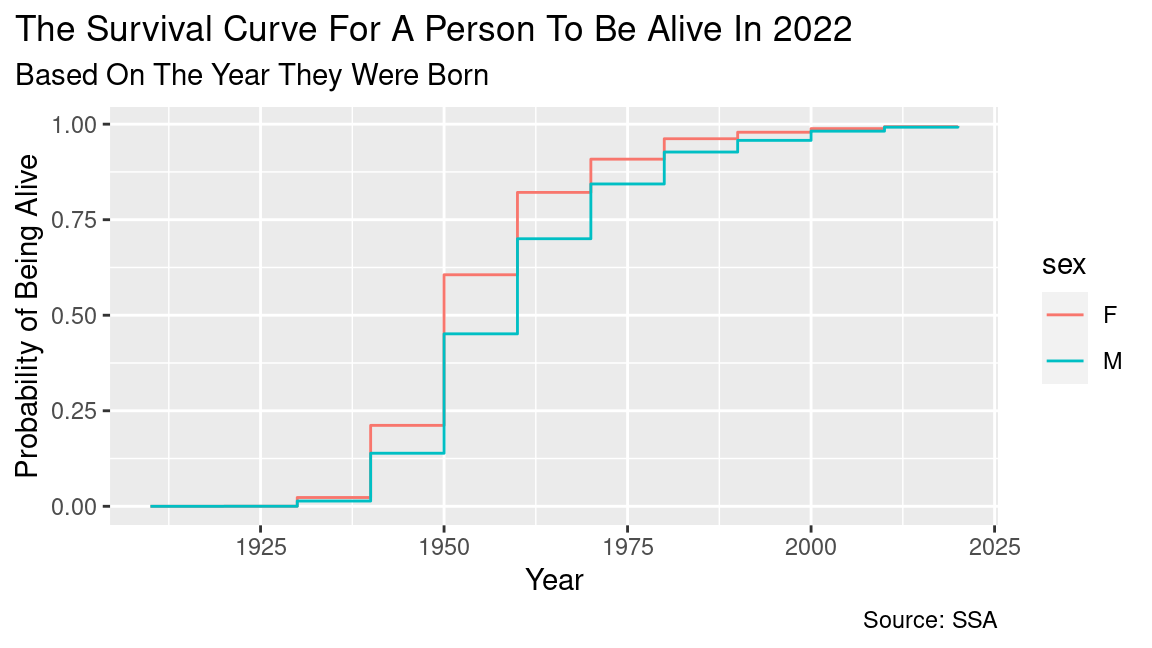 The Survival Curve For A Person To Be Alive In 2022
Based On The Year They Were Born
Probability of Being Alive
1.00
0.75
0.50
0.25
0.00
1925 1950 1975 2000 2025
Year
sex
F
M
Source: SSA